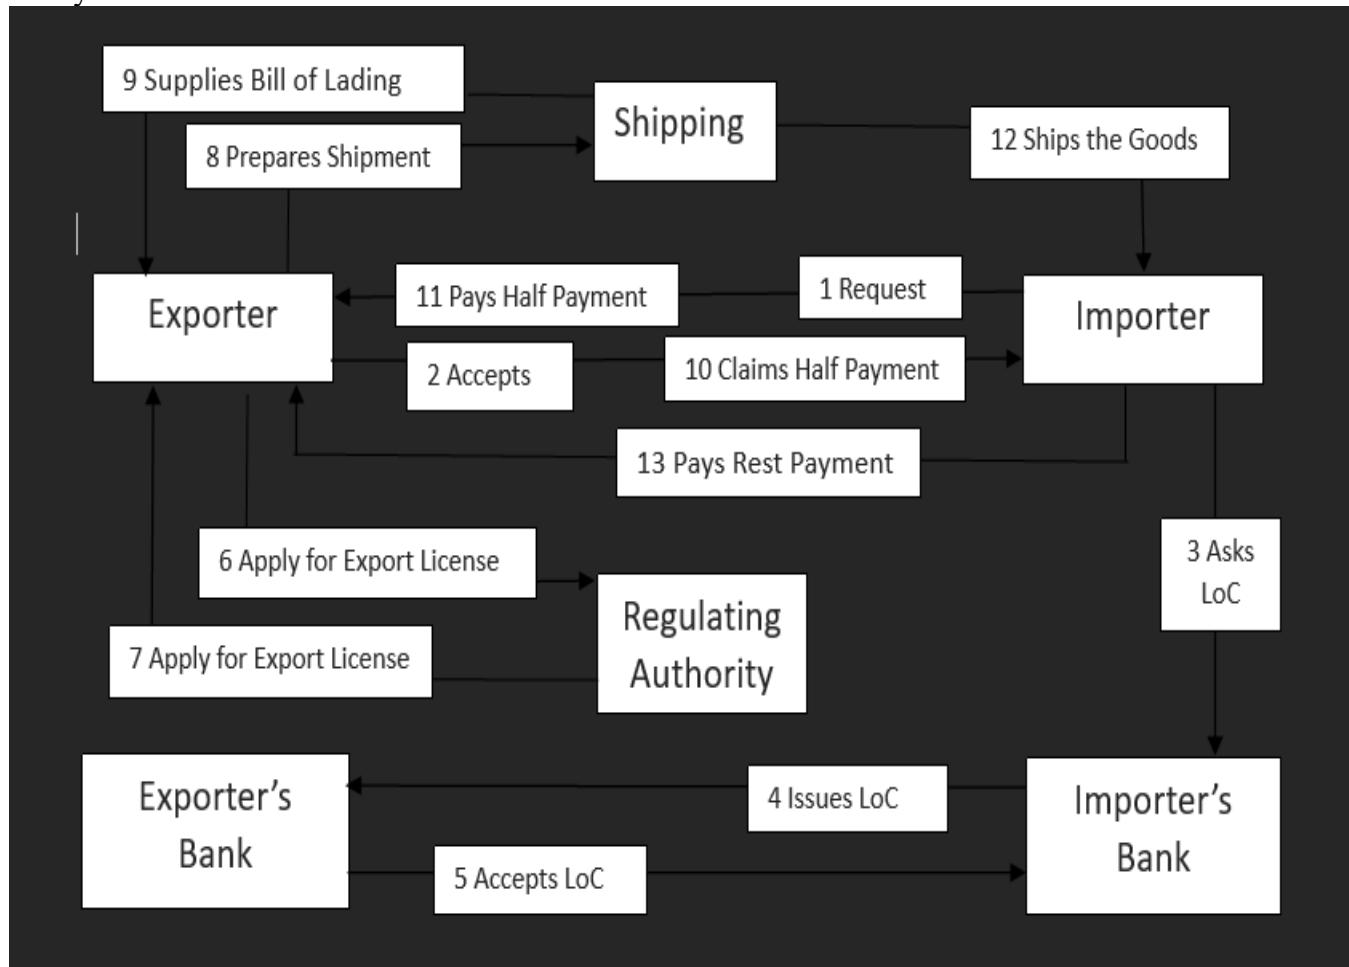 9 Supplies Bill of Lading
Shipping
8 Prepares Shipment
12 Ships the Goods
Exporter
11 Pays Half Payment
1 Request
Importer
2 Accepts
10 Claims Half Payment
13 Pays Rest Payment
6 Apply for Export License
3 Asks
LoC
Regulating
Authority
7 Apply for Export License
Exporter's
Bank
4 Issues LoC
Importer's
Bank
5 Accepts LoC